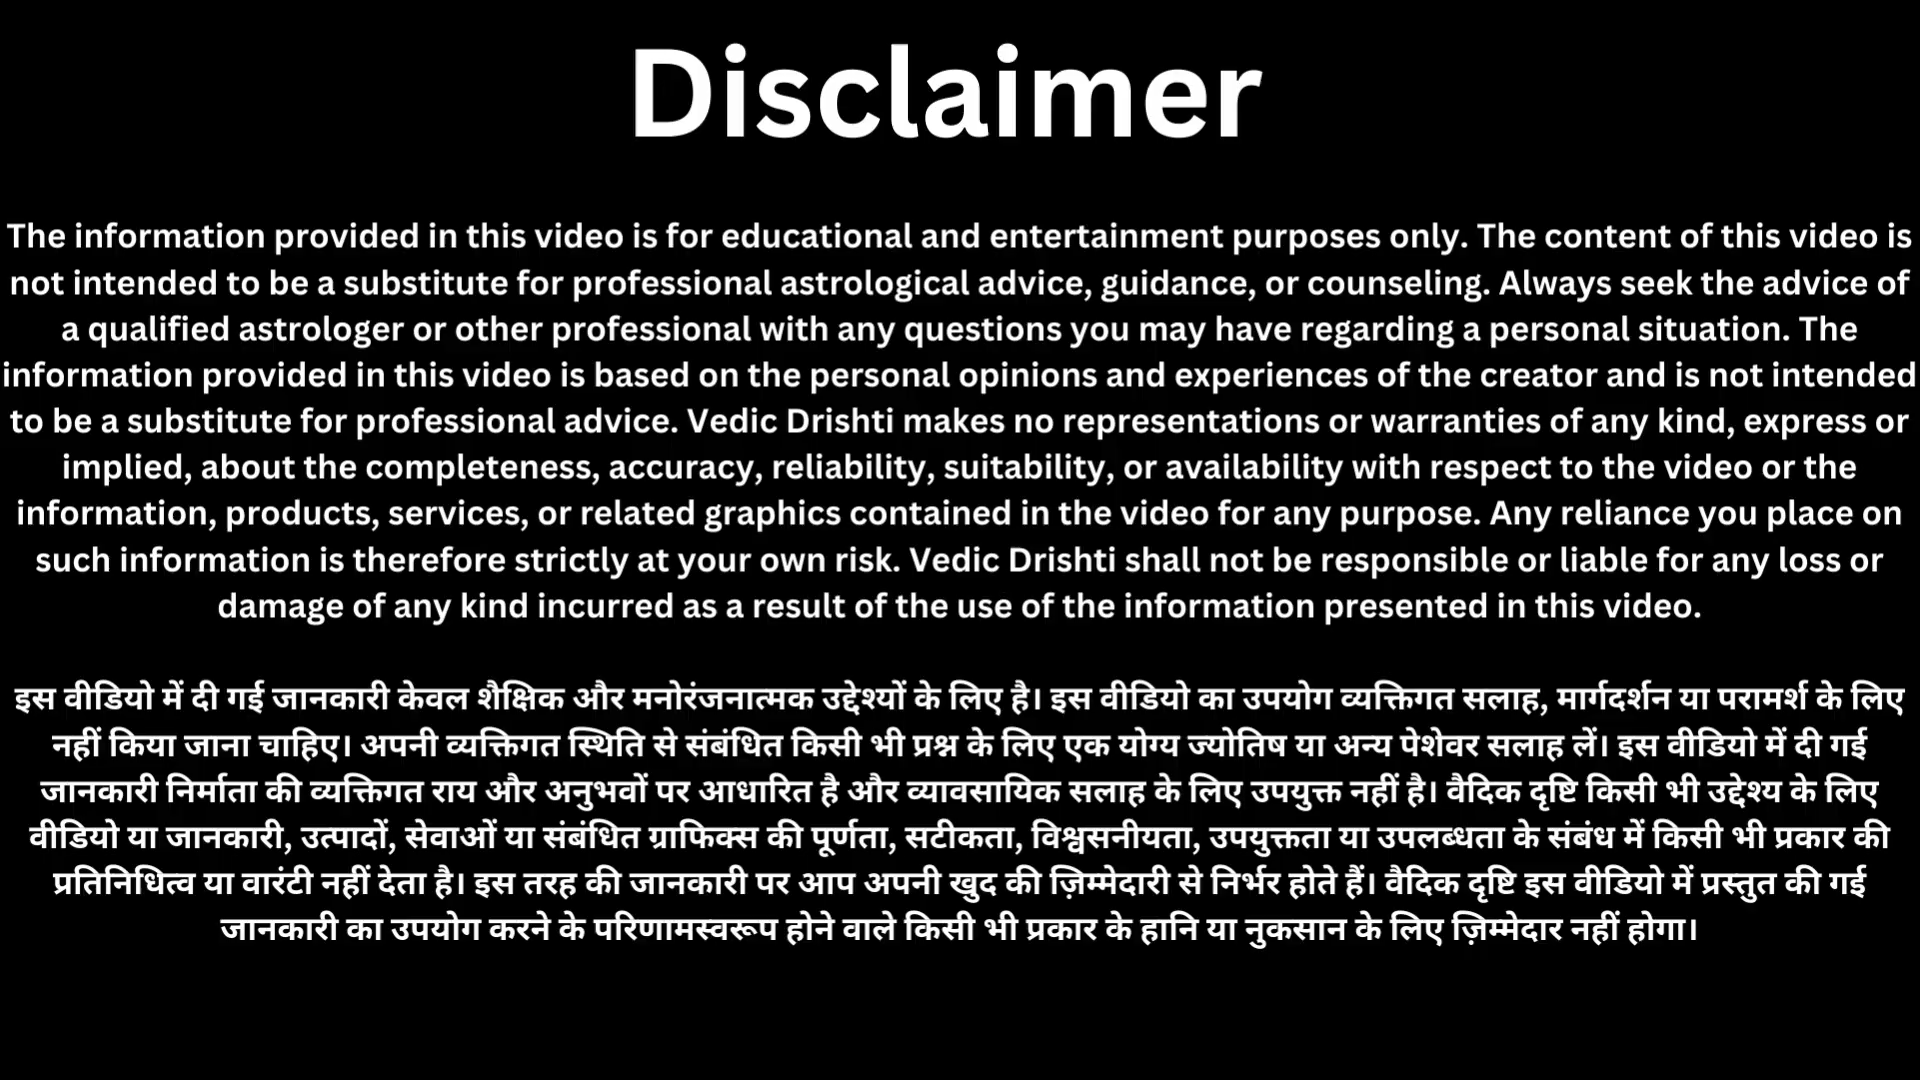 Disclaimer
The information provided in this video is for educational and entertainment purposes only. The content of this video is
not intended to be a substitute for professional astrological advice, guidance, or counseling. Always seek the advice of
a qualified astrologer or other professional with any questions you may have regarding a personal situation. The
information provided in this video is based on the personal opinions and experiences of the creator and is not intended
to be a substitute for professional advice. Vedic Drishti makes no representations or warranties of any kind, express or
implied, about the completeness, accuracy, reliability, suitability, or availability with respect to the video or the
information, products, services, or related graphics contained in the video for any purpose. Any reliance you place on
such information is therefore strictly at your own risk. Vedic Drishti shall not be responsible or liable for any loss or
damage of any kind incurred as a result of the use of the information presented in this video.
इस वीडियो में दी गई जानकारी केवल शैक्षिक और मनोरंजनात्मक उद्देश्यों के लिए है। इस वीडियो का उपयोग व्यक्तिगत सलाह, मार्गदर्शन या परामर्श के लिए
नहीं किया जाना चाहिए। अपनी व्यक्तिगत स्थिति से संबंधित किसी भी प्रश्न के लिए एक योग्य ज्योतिष या अन्य पेशेवर सलाह लें। इस वीडियो में दी गई
जानकारी निर्माता की व्यक्तिगत राय और अनुभवों पर आधारित है और व्यावसायिक सलाह के लिए उपयुक्त नहीं है। वैदिक दृष्टि किसी भी उद्देश्य के लिए
वीडियो या जानकारी, उत्पादों, सेवाओं या संबंधित ग्राफिक्स की पूर्णता, सटीकता, विश्वसनीयता, उपयुक्तता या उपलब्धता के संबंध में किसी भी प्रकार की
प्रतिनिधित्व या वारंटी नहीं देता है। इस तरह की जानकारी पर आप अपनी खुद की ज़िम्मेदारी से निर्भर होते हैं। वैदिक दृष्टि इस वीडियो में प्रस्तुत की गई
जानकारी का उपयोग करने के परिणामस्वरूप होने वाले किसी भी प्रकार के हानि या नुकसान के लिए ज़िम्मेदार नहीं होगा।